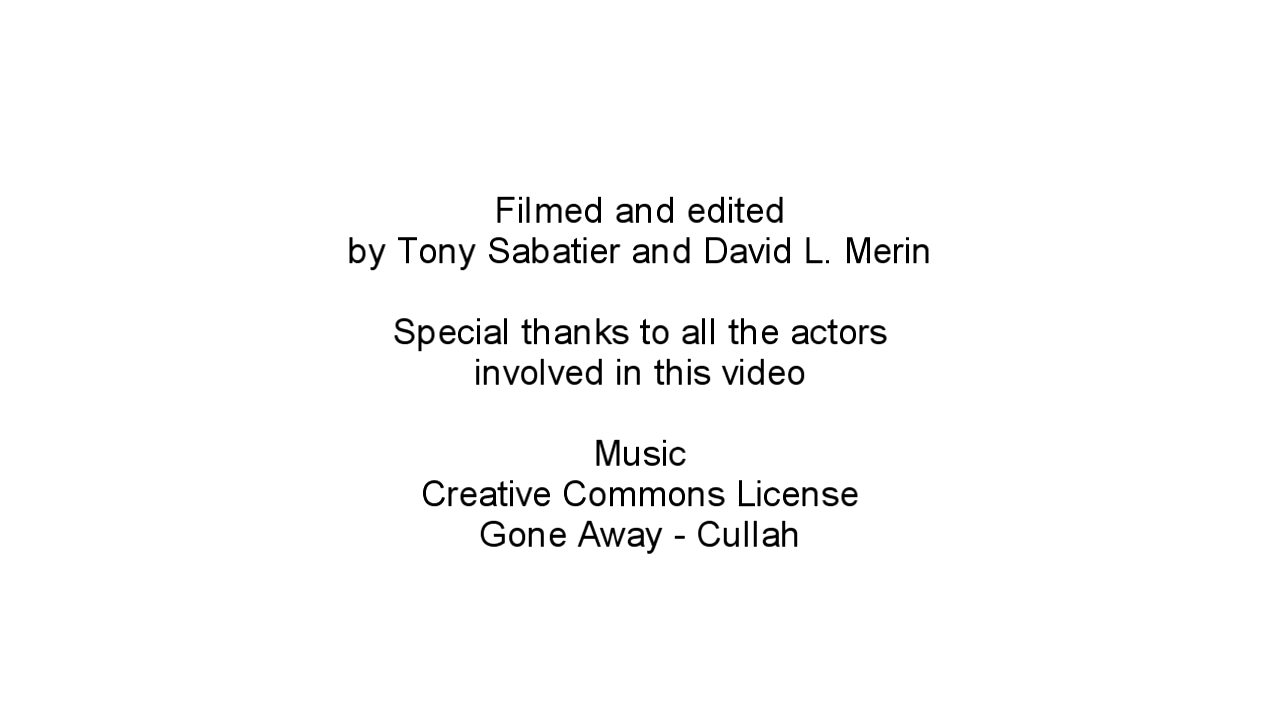 Filmed and edited
by Tony Sabatier and David L. Merin
Special thanks to all the actors
involved in this video
Music
Creative Commons License
Gone Away - Cullah